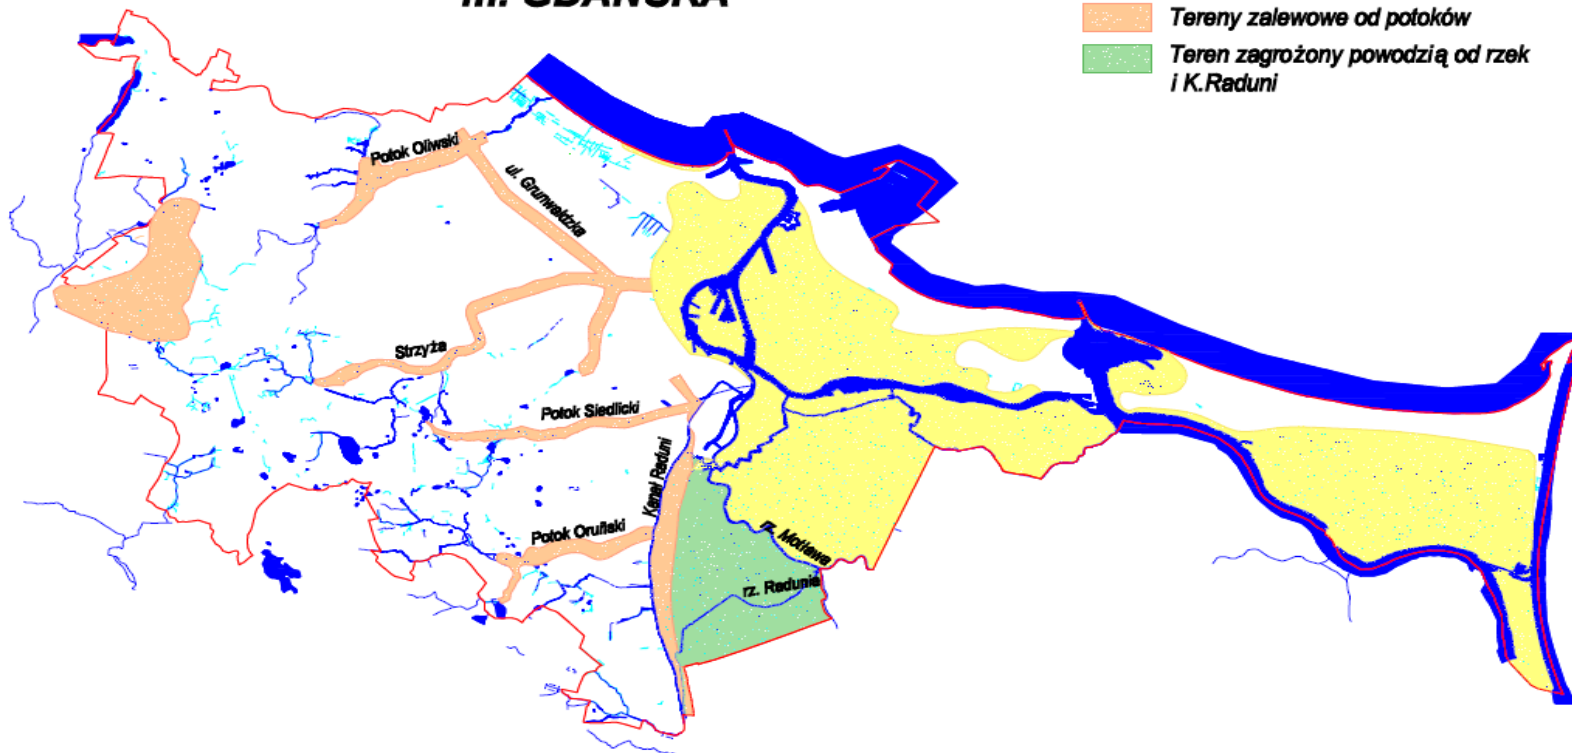 m. GDAŃSKA
Tereny zalewowe od potoków
Teren zagrożony powodzią od rzek
i K.Raduni
Potok Oliwski
ul. Grunwaldzka
Strzyża
Potok Siedlicki
Kanał Raduni
Potok Oruński
rz. Motława
rz. Radunia